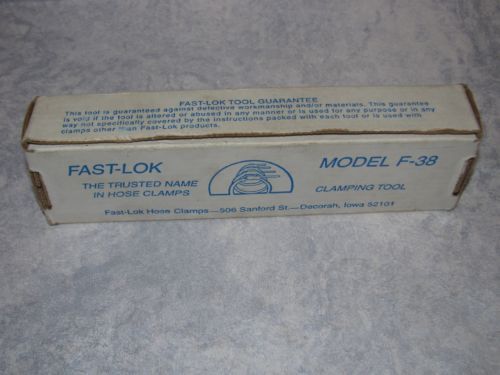 FAST-LOK TOOL GUARANTEE
This tool is guaranteed against defective workmanship and/or materials. This guarantee
is void if the tool is altered or abused in any manner or is used for any purpose or in any
way not specifically covered by the instructions packed with each tool or is used with
clamps other than Fast-Lok products.
FAST-LOK
THE TRUSTED NAME
IN HOSE CLAMPS
MODEL F-38
CLAMPING TOOL
Fast-Lok Hose Clamps—506 Sanford St.—Decorah, Iowa 52101